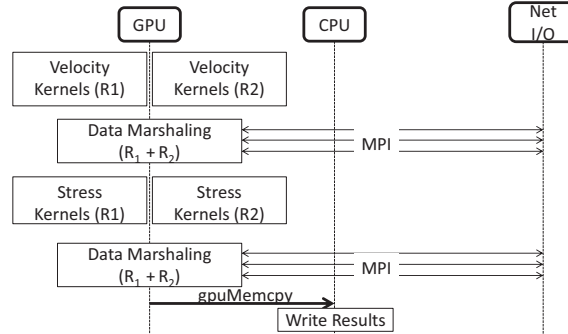 GPU
CPU
Net
I/O
Velocity
Kernels (R1)
Velocity
Kernels (R2)
Data Marshaling
(R₁ + R₂)
MPI
Stress
Kernels (R1)
Stress
Kernels (R2)
Data Marshaling
(R₁ + R₂)
MPI
gpuMemcpy
Write Results